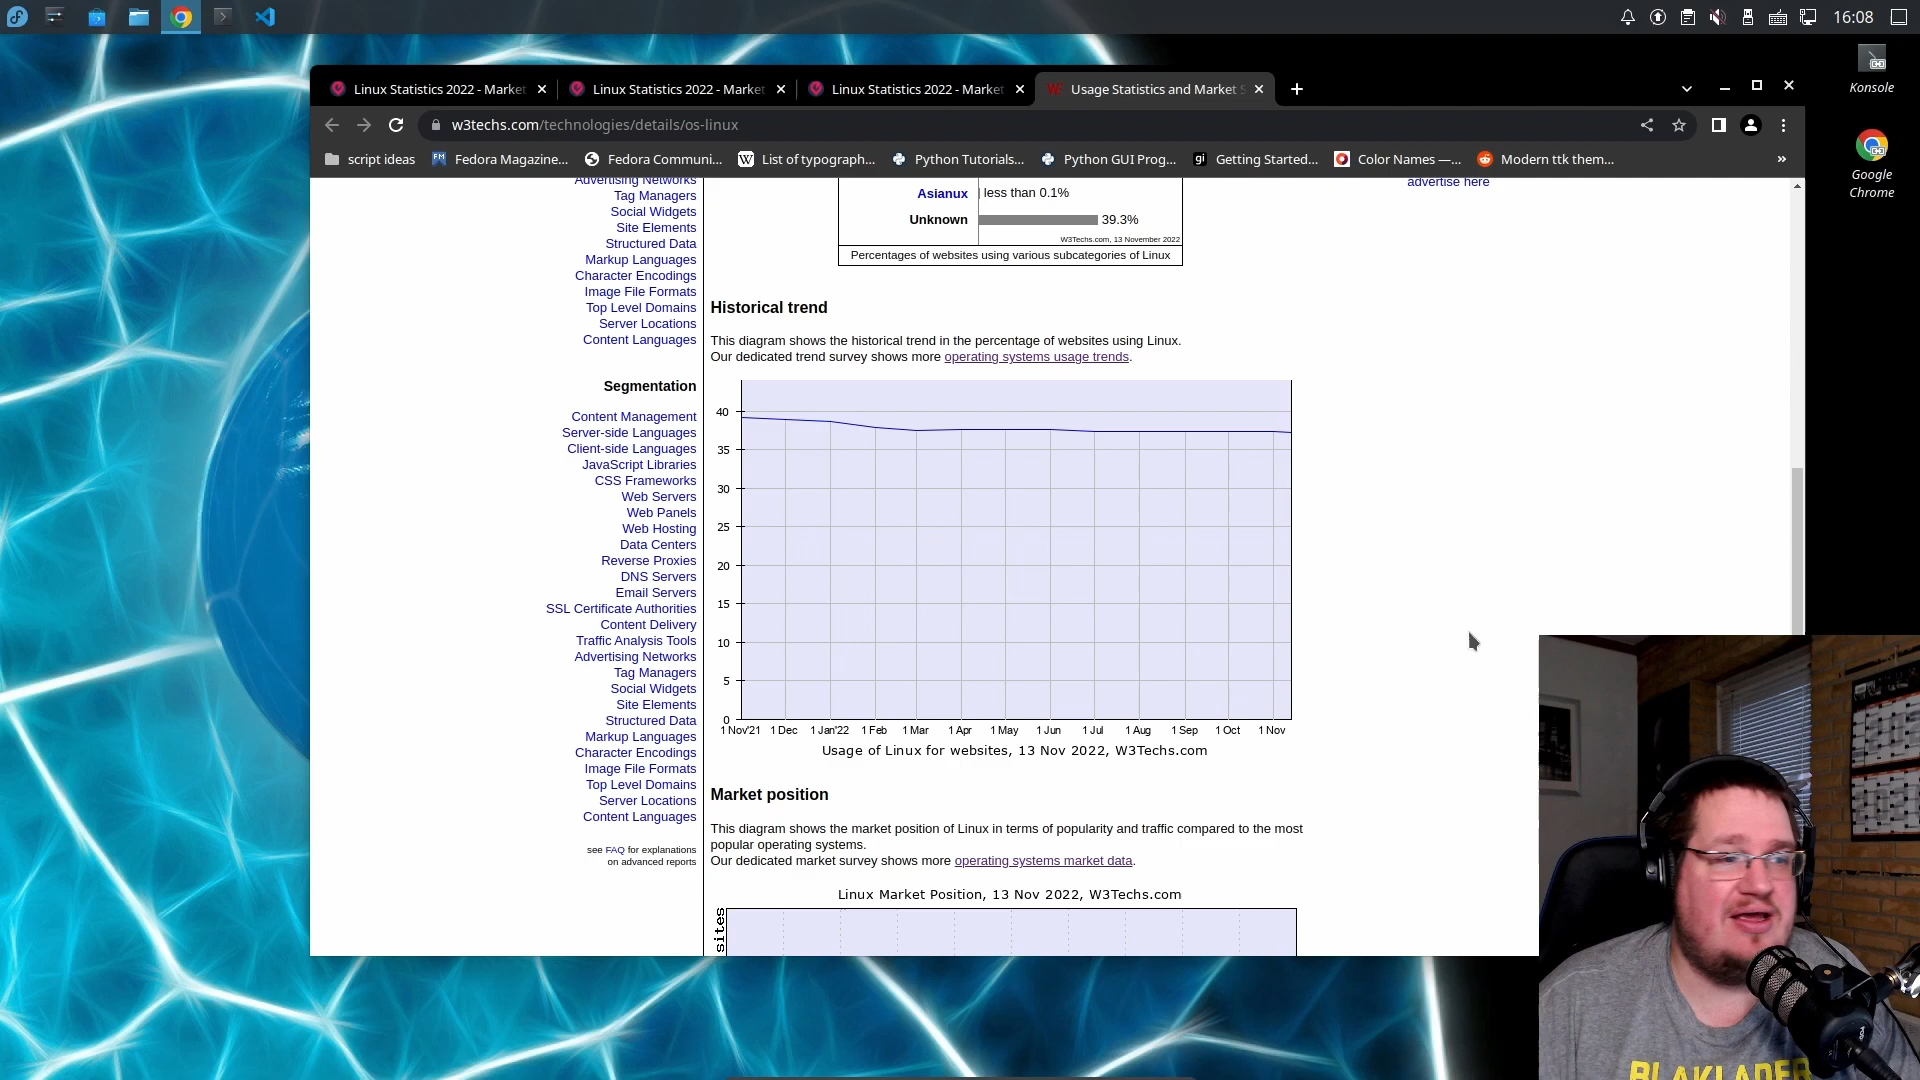 16:08
Linux Statistics 2022 - Market
Linux Statistics 2022 - Market
Linux Statistics 2022 - Market
Usage Statistics and Market S
w3techs.com/technologies/details/os-linux
script ideas
Fedora Magazine...
Fedora Communi...
List of typograph...
Python Tutorials...
Python GUI Prog...
Getting Started...
Color Names —...
Modern ttk them...
»
Konsole
Google
Chrome
Advertising Networks
Tag Managers
Social Widgets
Site Elements
Structured Data
Markup Languages
Character Encodings
Image File Formats
Top Level Domains
Server Locations
Content Languages
Segmentation
Content Management
Server-side Languages
Client-side Languages
JavaScript Libraries
CSS Frameworks
Web Servers
Web Panels
Web Hosting
Data Centers
Reverse Proxies
DNS Servers
Email Servers
SSL Certificate Authorities
Content Delivery
Traffic Analysis Tools
Advertising Networks
Tag Managers
Social Widgets
Site Elements
Structured Data
Markup Languages
Character Encodings
Image File Formats
Top Level Domains
Server Locations
Content Languages
see FAQ for explanations
on advanced reports
Asianux less than 0.1%
Unknown 39.3%
W3Techs.com, 13 November 2022
Percentages of websites using various subcategories of Linux
advertise here
Historical trend
This diagram shows the historical trend in the percentage of websites using Linux.
Our dedicated trend survey shows more operating systems usage trends.
40
35
30
25
20
15
10
5
0
1 Nov'21 1 Dec 1 Jan'22 1 Feb 1 Mar 1 Apr 1 May 1 Jun 1 Jul 1 Aug 1 Sep 1 Oct 1 Nov
Usage of Linux for websites, 13 Nov 2022, W3Techs.com
Market position
This diagram shows the market position of Linux in terms of popularity and traffic compared to the most
popular operating systems.
Our dedicated market survey shows more operating systems market data.
Linux Market Position, 13 Nov 2022, W3Techs.com
sites
BLAKLADER